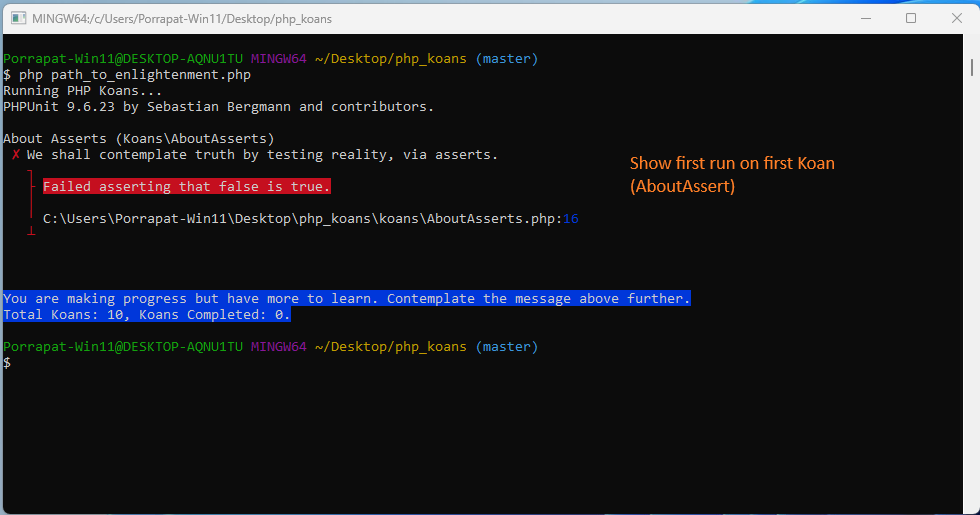 MINGW64:/c/Users/Porrapat-Win11/Desktop/php_koans
Porrapat-Win11@DESKTOP-AQNU1TU MINGW64 ~/Desktop/php_koans (master)
$ php path_to_enlightenment.php
Running PHP Koans...
PHPUnit 9.6.23 by Sebastian Bergmann and contributors.
About Asserts (Koans\AboutAsserts)
✘ We shall contemplate truth by testing reality, via asserts.
Failed asserting that false is true.
C:\Users\Porrapat-Win11\Desktop\php_koans\koans\AboutAsserts.php:16
Show first run on first Koan
(AboutAssert)
You are making progress but have more to learn. Contemplate the message above further.
Total Koans: 10, Koans Completed: 0.
Porrapat-Win11@DESKTOP-AQNU1TU MINGW64 ~/Desktop/php_koans (master)
$